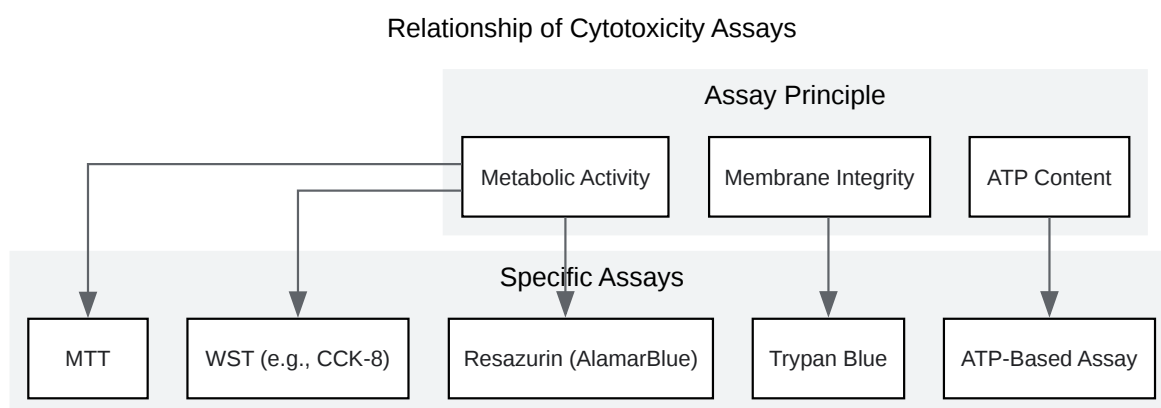 Relationship of Cytotoxicity Assays
Assay Principle
Metabolic Activity
Membrane Integrity
ATP Content
Specific Assays
MTT
WST (e.g., CCK-8)
Resazurin (AlamarBlue)
Trypan Blue
ATP-Based Assay